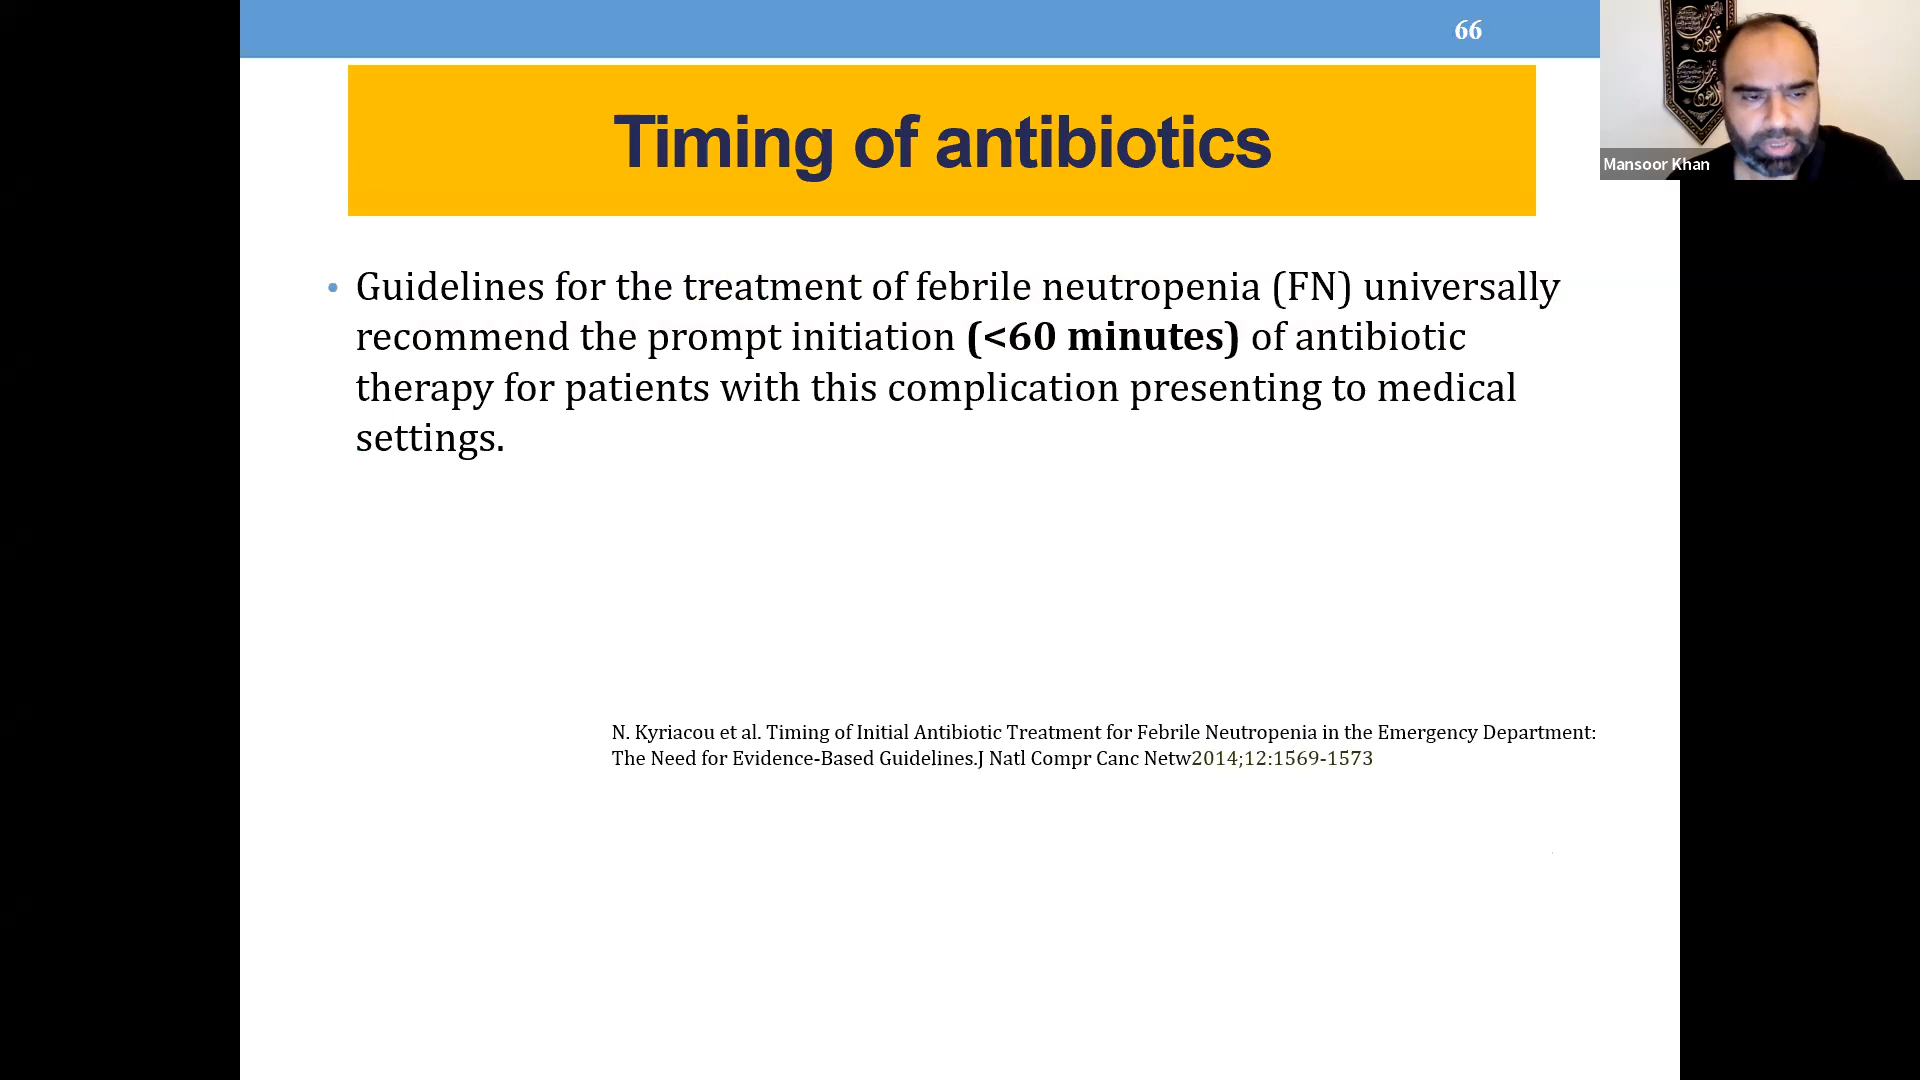 66
Timing of antibiotics
Mansoor Khan
• Guidelines for the treatment of febrile neutropenia (FN) universally
recommend the prompt initiation (<60 minutes) of antibiotic
therapy for patients with this complication presenting to medical
settings.
N. Kyriacou et al. Timing of Initial Antibiotic Treatment for Febrile Neutropenia in the Emergency Department:
The Need for Evidence-Based Guidelines.J Natl Compr Canc Netw2014;12:1569-1573